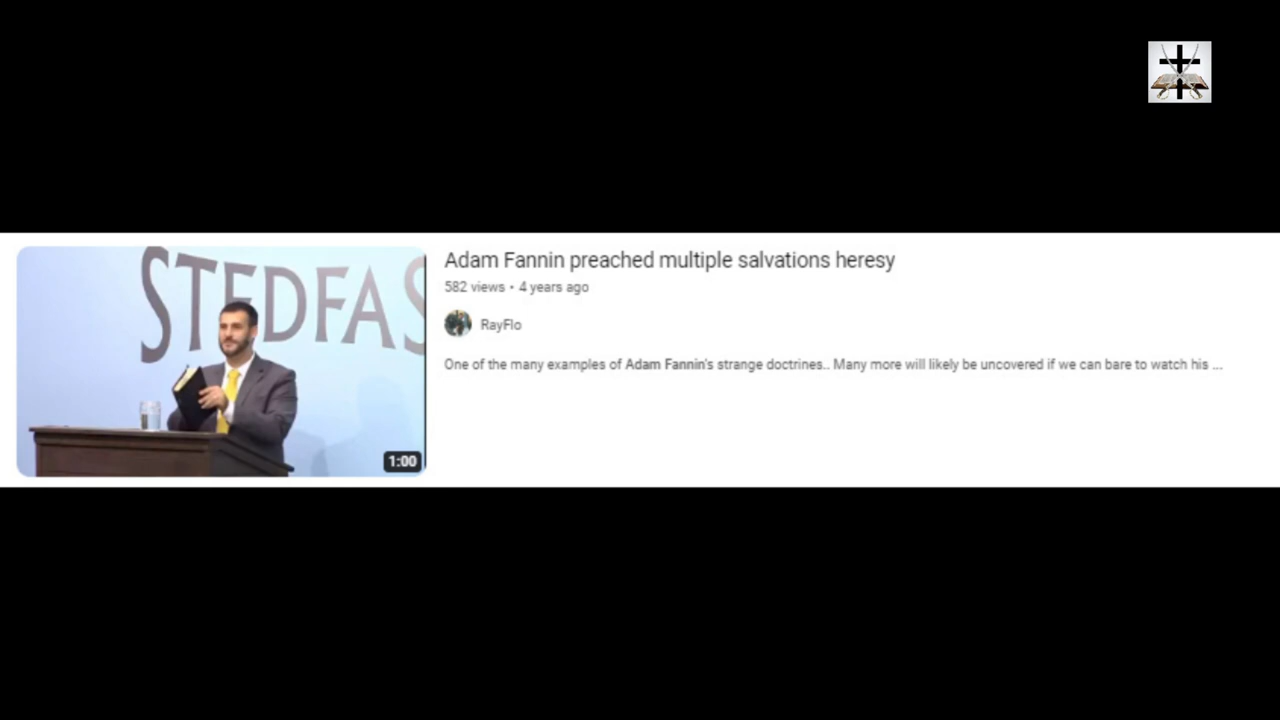 STEDFAS
Adam Fannin preached multiple salvations heresy
582 views • 4 years ago
RayFlo
One of the many examples of Adam Fannin's strange doctrines.. Many more will likely be uncovered if we can bare to watch his ...
1:00